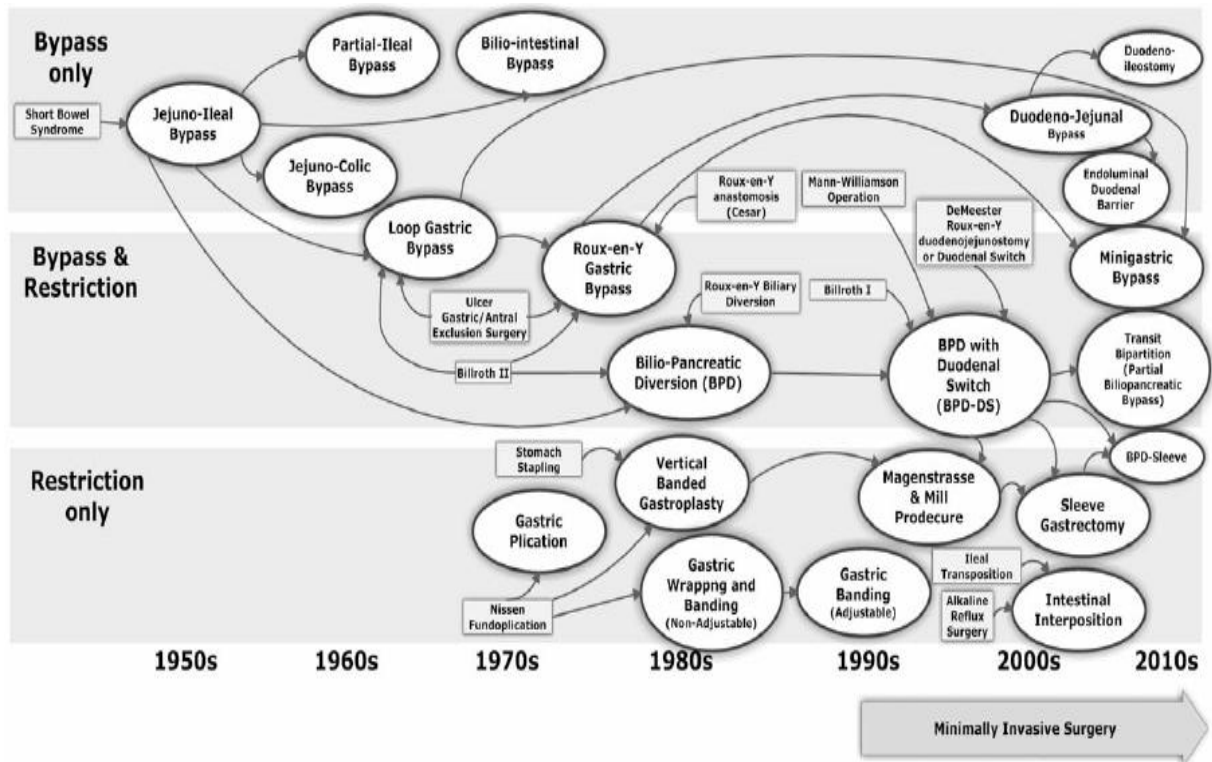 Bypass
only
Partial-Ileal
Bypass
Bilio-intestinal
Bypass
Duodeno-
ileostomy
Short Bowel
Syndrome
Jejuno-Ileal
Bypass
Duodeno-Jejunal
Bypass
Jejuno-Colic
Bypass
Endoluminal
Duodenal
Barrier
Roux-en-Y
anastomosis
(Cesar)
Mann-Williamson
Operation
DeMeester
Roux-en-Y
duodenojejunostomy
or Duodenal Switch
Bypass &
Restriction
Loop Gastric
Bypass
Roux-en-Y
Gastric
Bypass
Minigastric
Bypass
Ulcer
Gastric/Antral
Exclusion Surgery
Roux-en-Y Biliary
Diversion
Billroth I
Billroth II
Bilio-Pancreatic
Diversion (BPD)
BPD with
Duodenal
Switch
(BPD-DS)
Transit
Bipartition
(Partial
Biliopancreatic
Bypass)
Restriction
only
Stomach
Stapling
Vertical
Banded
Gastroplasty
Magenstrasse
& Mill
Prodecure
BPD-Sleeve
Sleeve
Gastrectomy
Gastric
Plication
Nissen
Fundoplication
Gastric
Wrappng and
Banding
(Non-Adjustable)
Gastric
Banding
(Adjustable)
Ileal
Transposition
Alkaline
Reflux
Surgery
Intestinal
Interposition
1950s 1960s 1970s 1980s 1990s 2000s 2010s
Minimally Invasive Surgery